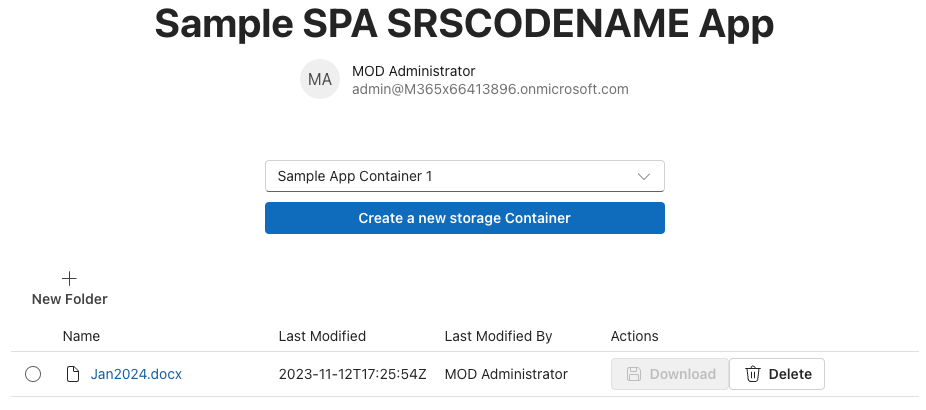 Sample SPA SRSCODENAME App
MA
MOD Administrator
admin@M365x66413896.onmicrosoft.com
Sample App Container 1
Create a new storage Container
New Folder
Name Last Modified Last Modified By Actions
Jan2024.docx 2023-11-12T17:25:54Z MOD Administrator Download Delete